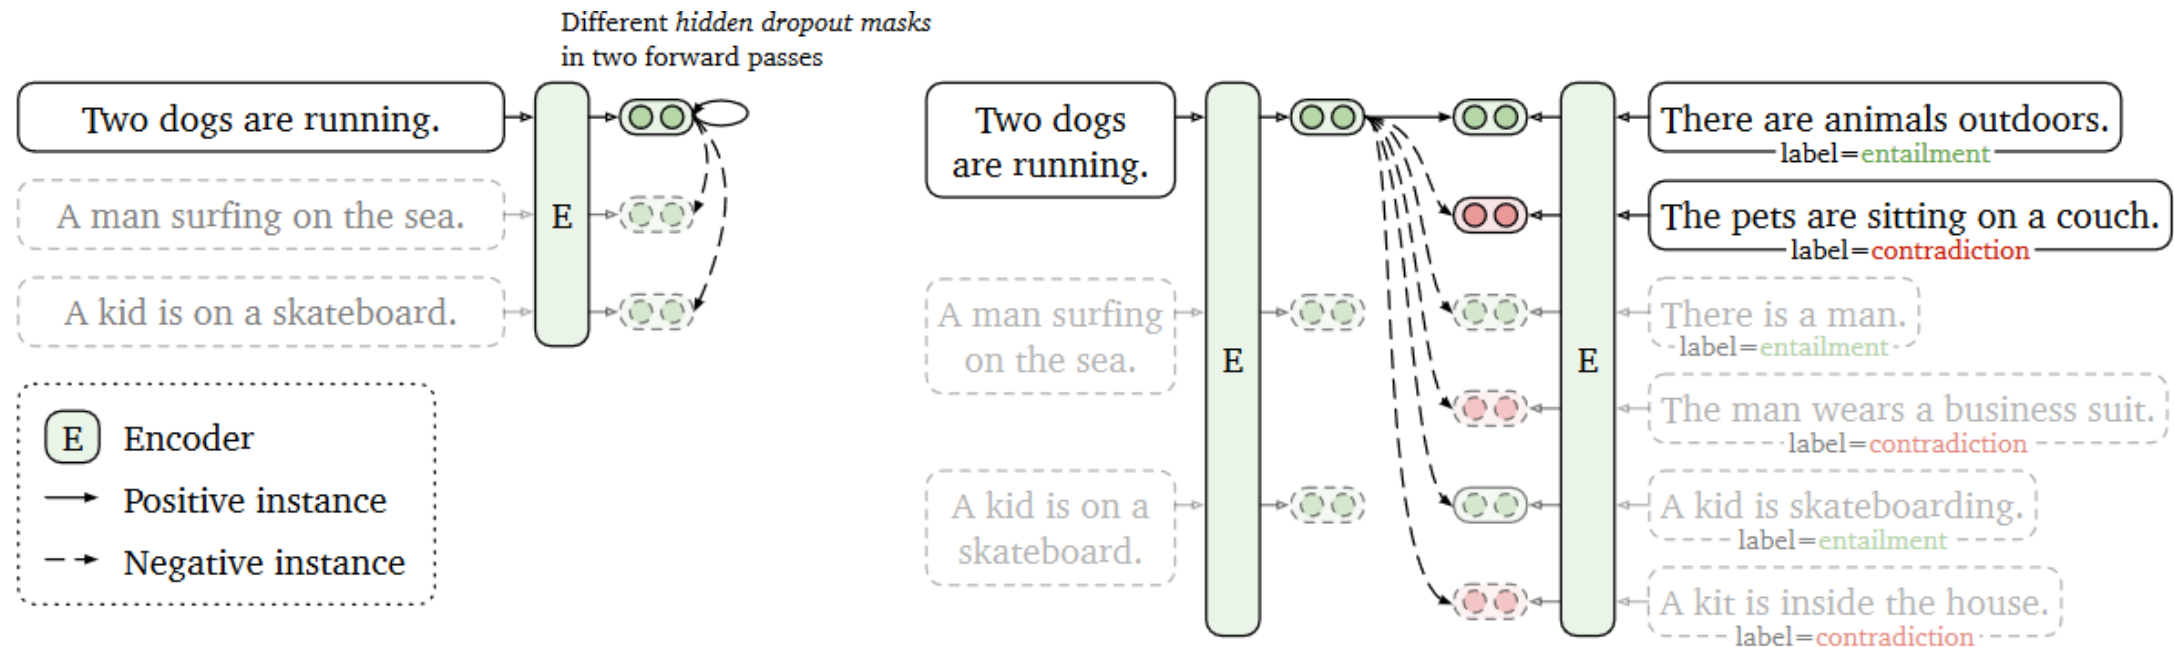 Different hidden dropout masks
in two forward passes
Two dogs are running.
A man surfing on the sea.
A kid is on a skateboard.
E
E Encoder
Positive instance
Negative instance
Two dogs
are running.
A man surfing
on the sea.
A kid is on a
skateboard.
E
E
There are animals outdoors.
label=entailment
The pets are sitting on a couch.
label=contradiction
There is a man.
label=entailment
The man wears a business suit.
label=contradiction
A kid is skateboarding.
label=entailment
A kit is inside the house.
label=contradiction